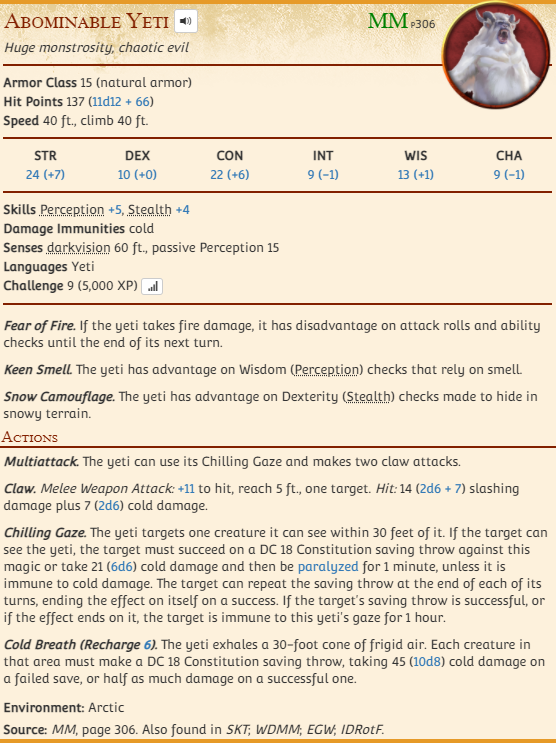 Abominable Yeti
MM p306
Huge monstrosity, chaotic evil
Armor Class 15 (natural armor)
Hit Points 137 (11d12 + 66)
Speed 40 ft., climb 40 ft.
STR DEX CON INT WIS CHA
24 (+7) 10 (+0) 22 (+6) 9 (−1) 13 (+1) 9 (−1)
Skills Perception +5, Stealth +4
Damage Immunities cold
Senses darkvision 60 ft., passive Perception 15
Languages Yeti
Challenge 9 (5,000 XP)
Fear of Fire. If the yeti takes fire damage, it has disadvantage on attack rolls and ability
checks until the end of its next turn.
Keen Smell. The yeti has advantage on Wisdom (Perception) checks that rely on smell.
Snow Camouflage. The yeti has advantage on Dexterity (Stealth) checks made to hide in
snowy terrain.
Actions
Multiattack. The yeti can use its Chilling Gaze and makes two claw attacks.
Claw. Melee Weapon Attack: +11 to hit, reach 5 ft., one target. Hit: 14 (2d6 + 7) slashing
damage plus 7 (2d6) cold damage.
Chilling Gaze. The yeti targets one creature it can see within 30 feet of it. If the target can
see the yeti, the target must succeed on a DC 18 Constitution saving throw against this
magic or take 21 (6d6) cold damage and then be paralyzed for 1 minute, unless it is
immune to cold damage. The target can repeat the saving throw at the end of each of its
turns, ending the effect on itself on a success. If the target's saving throw is successful, or
if the effect ends on it, the target is immune to this yeti's gaze for 1 hour.
Cold Breath (Recharge 6). The yeti exhales a 30-foot cone of frigid air. Each creature in
that area must make a DC 18 Constitution saving throw, taking 45 (10d8) cold damage on
a failed save, or half as much damage on a successful one.
Environment: Arctic
Source: MM, page 306. Also found in SKT; WDMM; EGW; IDRotF.